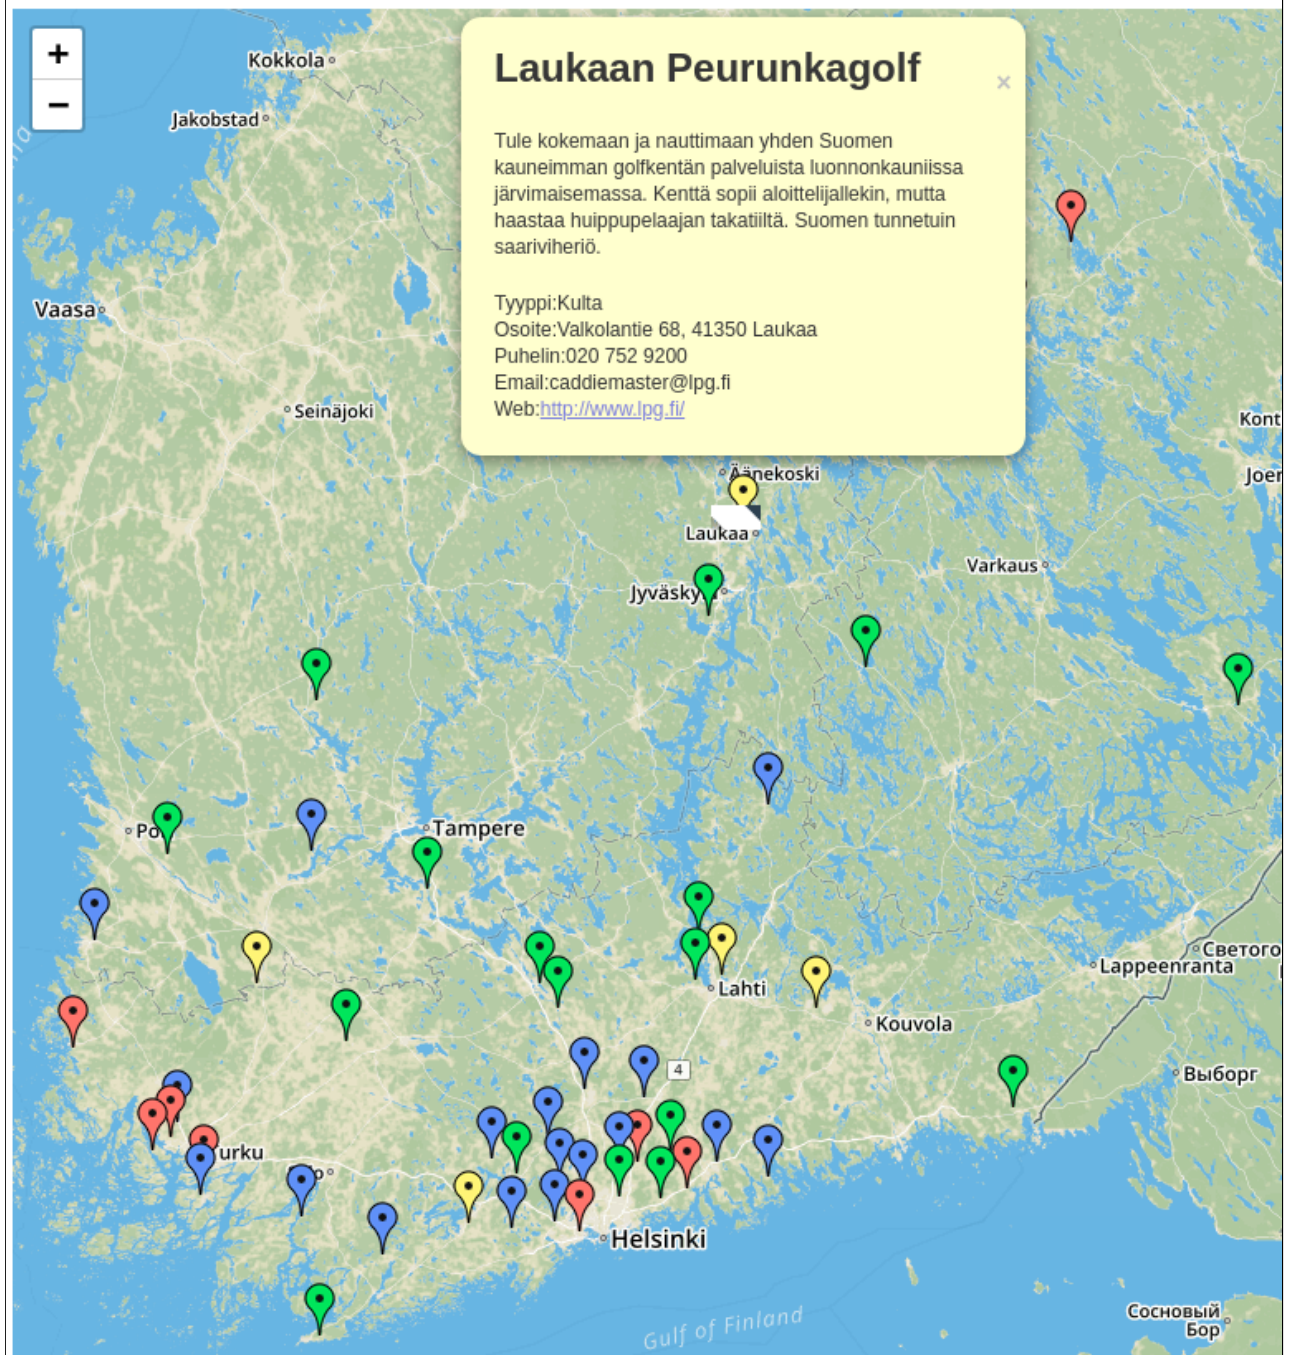 +
−
Kokkola
Jakobstad
Laukaan Peurunkagolf
×
Tule kokemaan ja nauttimaan yhden Suomen
kauneimman golfkentän palveluista luonnonkauniissa
järvimaisemassa. Kenttä sopii aloittelijallekin, mutta
haastaa huippupelaajan takatiiltä. Suomen tunnetuin
saariviheriö.
Tyyppi:Kulta
Osoite:Valkolantie 68, 41350 Laukaa
Puhelin:020 752 9200
Email:caddiemaster@lpg.fi
Web:http://www.lpg.fi/
Vaasa
Seinäjoki
Kont
Joer
Äänekoski
Laukaa
Varkaus
Jyväsky
Tampere
Светого
Lappeenranta
Lahti
Kouvola
4
Выборг
urku
Helsinki
Gulf of Finland
Сосновый
Бор